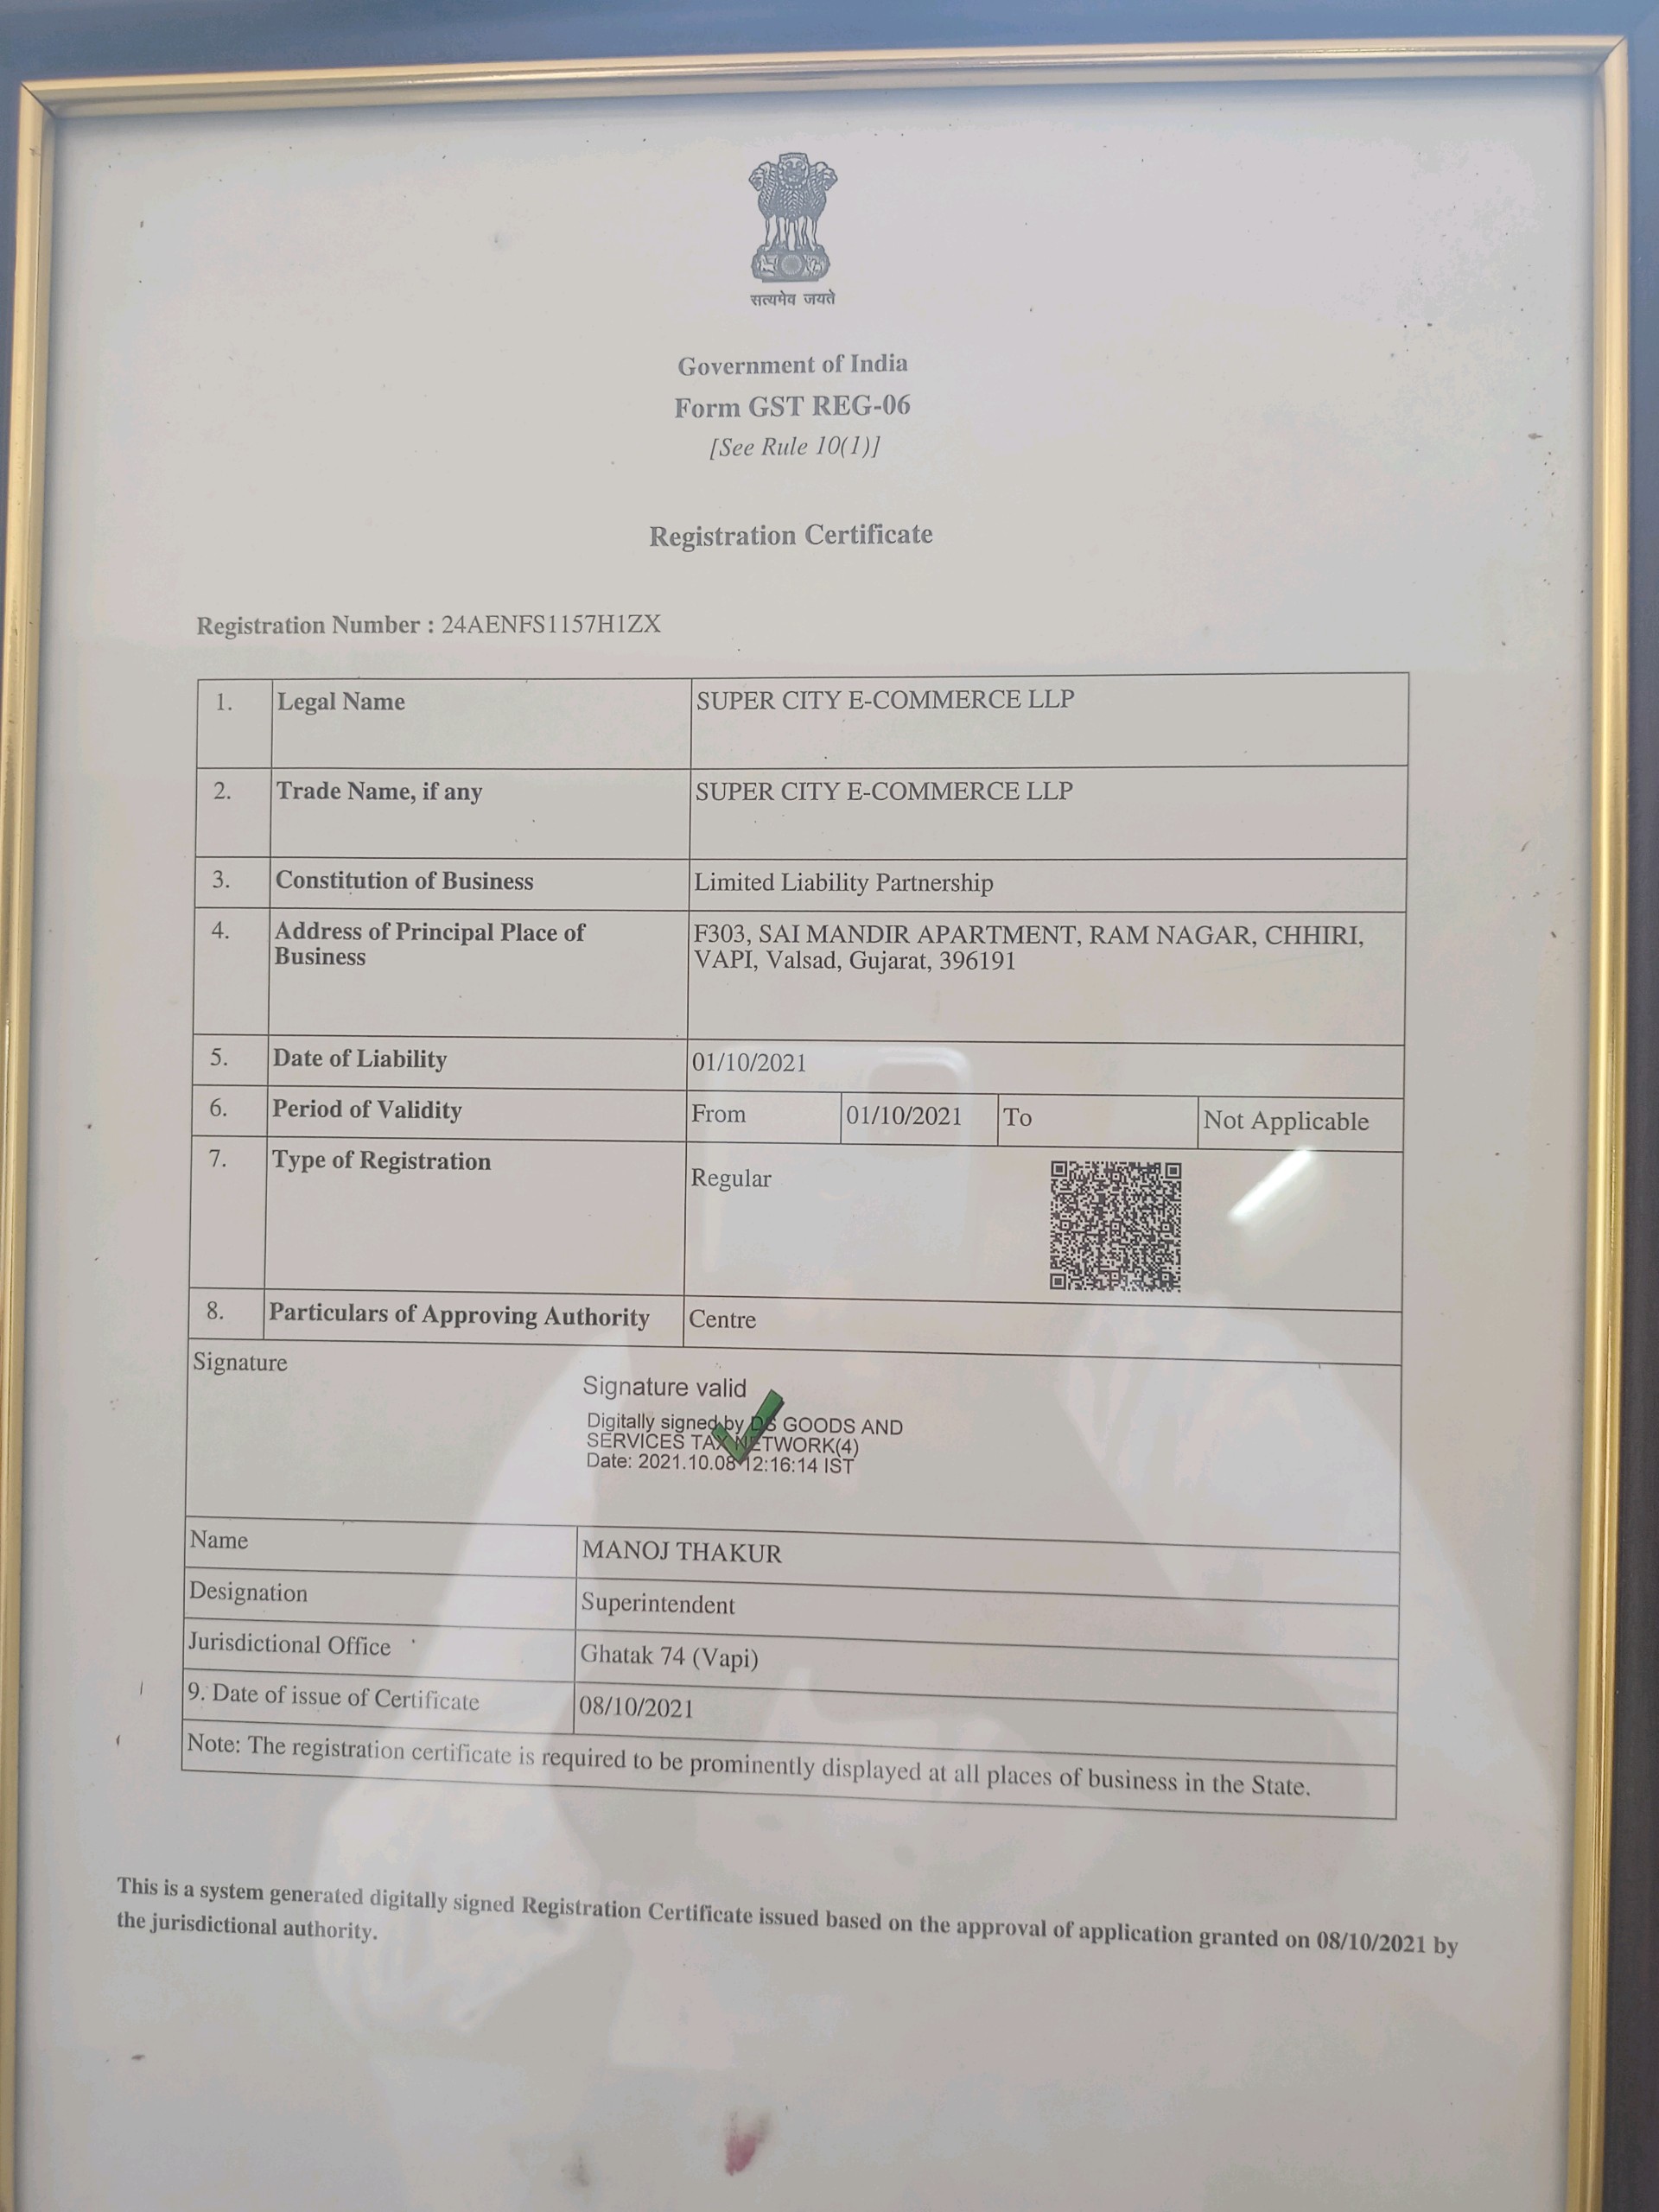 सत्यमेव जयते
Government of India
Form GST REG-06
[See Rule 10(1)]
Registration Certificate
Registration Number : 24AENFS1157H1ZX
1. Legal Name SUPER CITY E-COMMERCE LLP
2. Trade Name, if any SUPER CITY E-COMMERCE LLP
3. Constitution of Business Limited Liability Partnership
4. Address of Principal Place of
Business
F303, SAI MANDIR APARTMENT, RAM NAGAR, CHHIRI,
VAPI, Valsad, Gujarat, 396191
5. Date of Liability 01/10/2021
6. Period of Validity From 01/10/2021 To Not Applicable
7. Type of Registration Regular
8. Particulars of Approving Authority Centre
Signature
Signature valid
Digitally signed by DS GOODS AND
SERVICES TAX NETWORK(4)
Date: 2021.10.08 12:16:14 IST
Name MANOJ THAKUR
Designation Superintendent
Jurisdictional Office Ghatak 74 (Vapi)
9. Date of issue of Certificate 08/10/2021
Note: The registration certificate is required to be prominently displayed at all places of business in the State.
This is a system generated digitally signed Registration Certificate issued based on the approval of application granted on 08/10/2021 by
the jurisdictional authority.